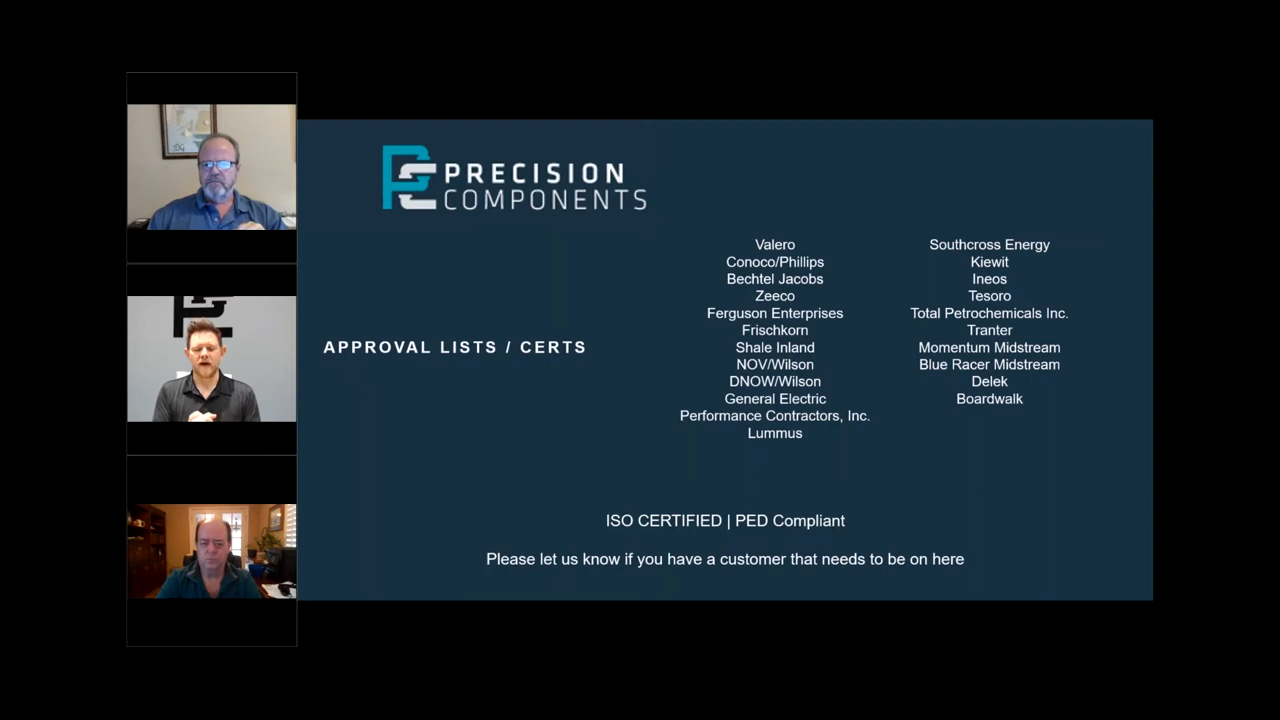 PRECISION
COMPONENTS
APPROVAL LISTS / CERTS
Valero
Conoco/Phillips
Bechtel Jacobs
Zeeco
Ferguson Enterprises
Frischkorn
Shale Inland
NOV/Wilson
DNOW/Wilson
General Electric
Performance Contractors, Inc.
Lummus
Southcross Energy
Kiewit
Ineos
Tesoro
Total Petrochemicals Inc.
Tranter
Momentum Midstream
Blue Racer Midstream
Delek
Boardwalk
ISO CERTIFIED | PED Compliant
Please let us know if you have a customer that needs to be on here